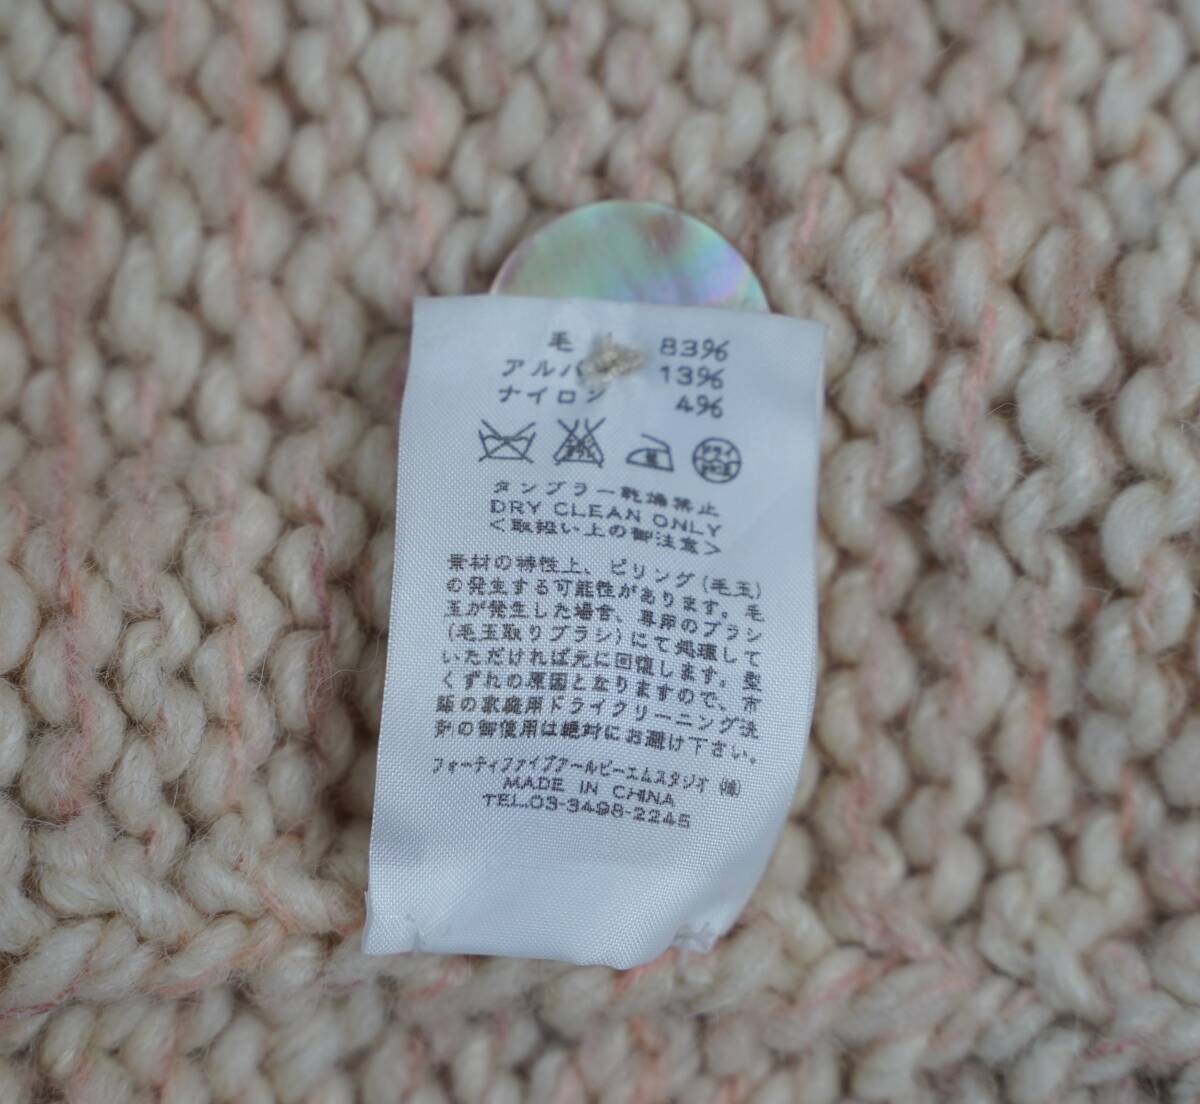 毛 83%
アルパ 13%
ナイロン 4%
タンブラー乾燥禁止
DRY CLEAN ONLY
<取扱い上の御注意>
素材の特性上、ピリング(毛玉)
の発生する可能性があります。毛
玉が発生した場合、専用のブラシ
(毛玉取りブラシ)にて処理して
いただければ元に回復します。型
くずれの原因となりますので、市
販の家庭用ドライクリーニング洗
剤の御使用は絶対にお避け下さい。
フォーティファイブアールピーエムスタジオ(株)
MADE IN CHINA
TEL.03-3498-2245